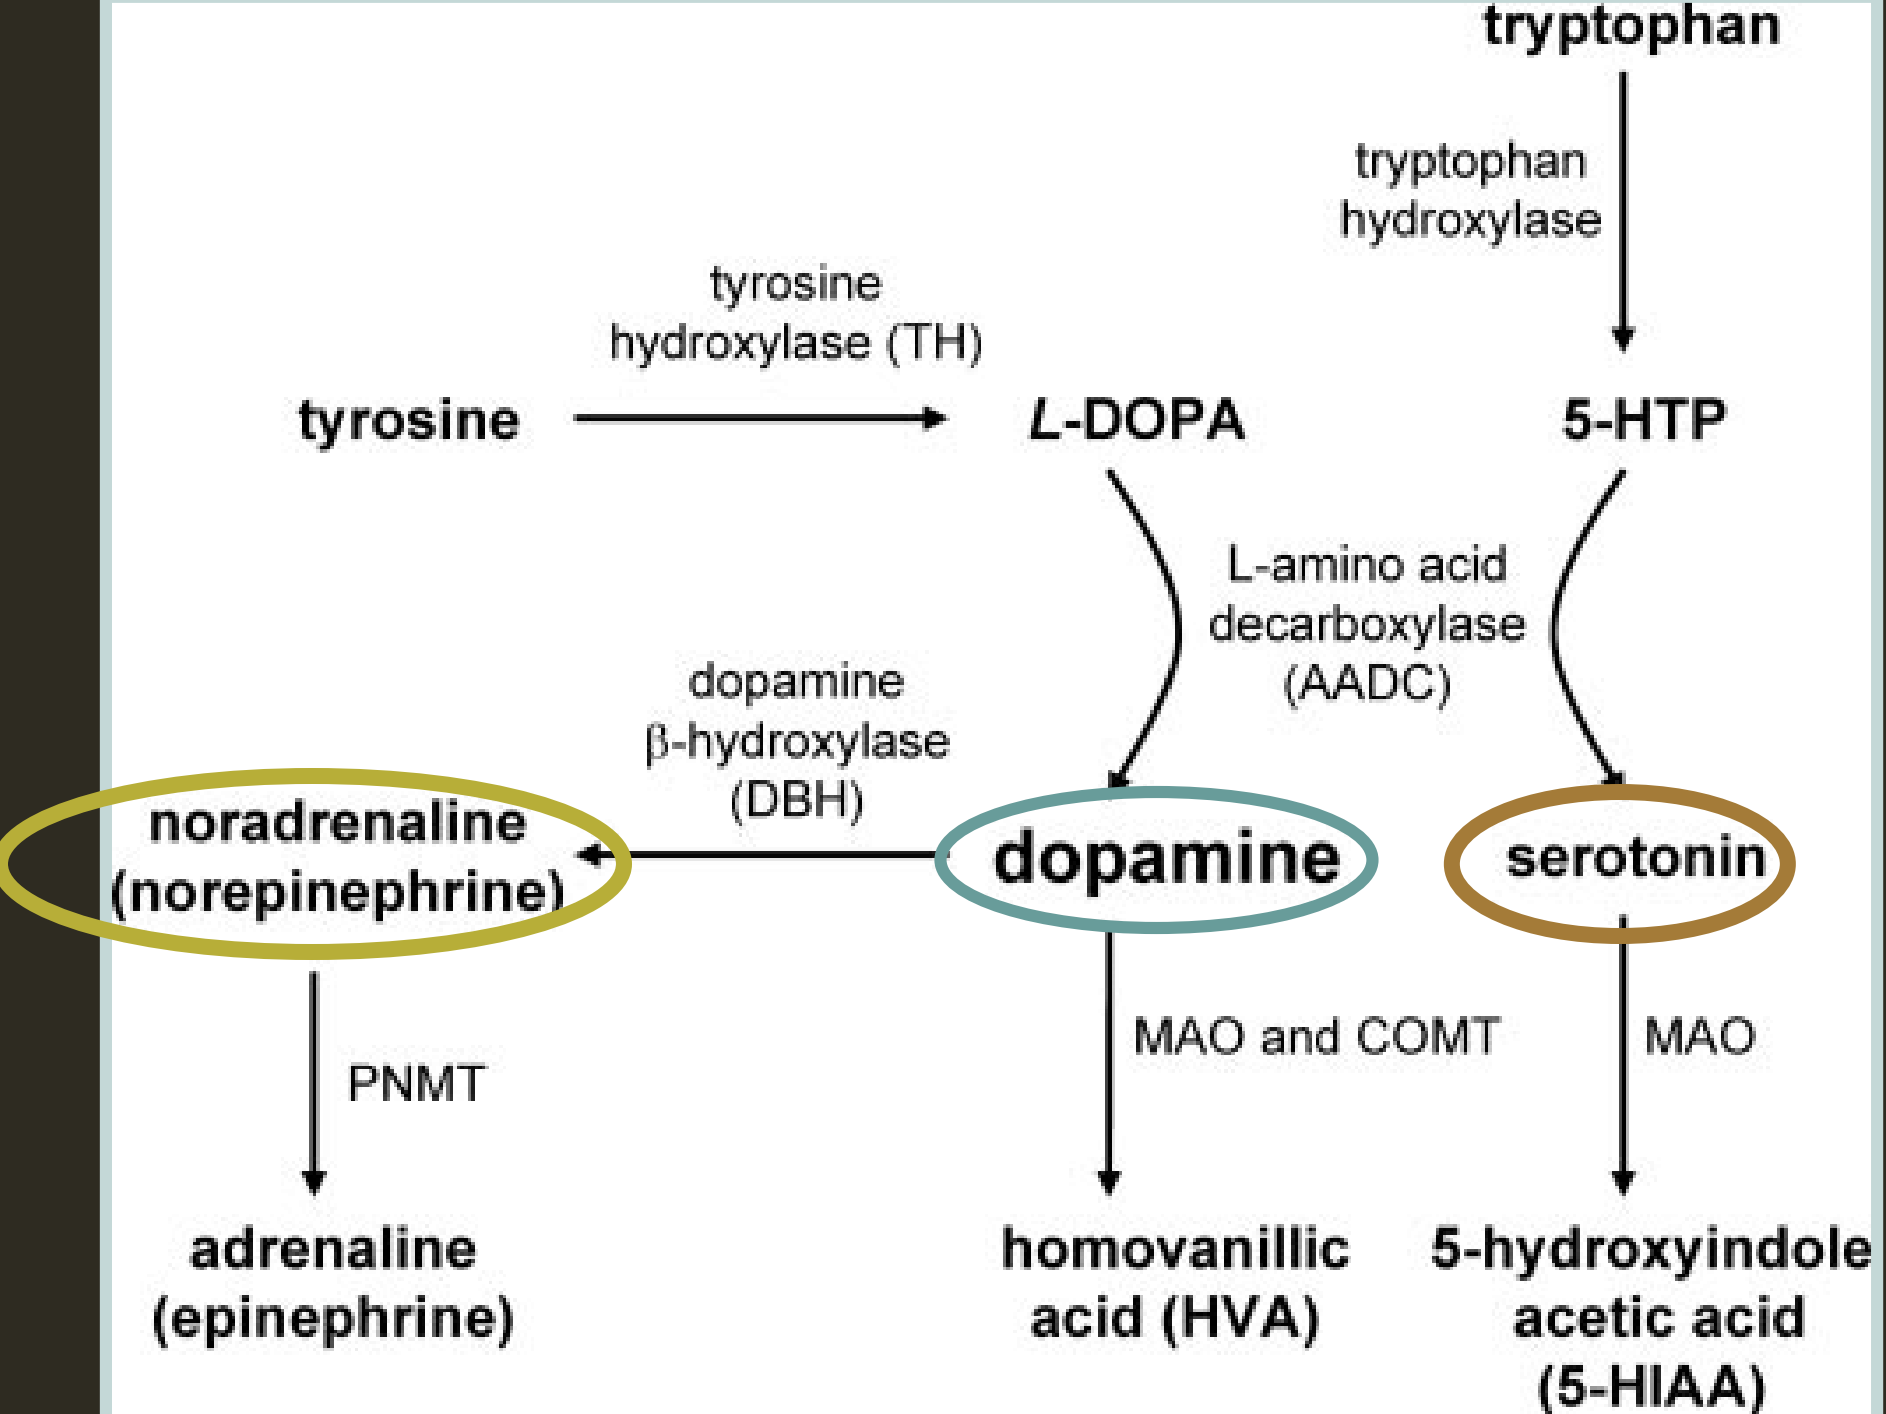 tryptophan
tryptophan
hydroxylase
tyrosine
hydroxylase (TH)
tyrosine
L-DOPA
5-HTP
L-amino acid
decarboxylase
(AADC)
dopamine
β-hydroxylase
(DBH)
noradrenaline
(norepinephrine)
dopamine
serotonin
PNMT
MAO and COMT
MAO
adrenaline
(epinephrine)
homovanillic
acid (HVA)
5-hydroxyindole
acetic acid
(5-HIAA)